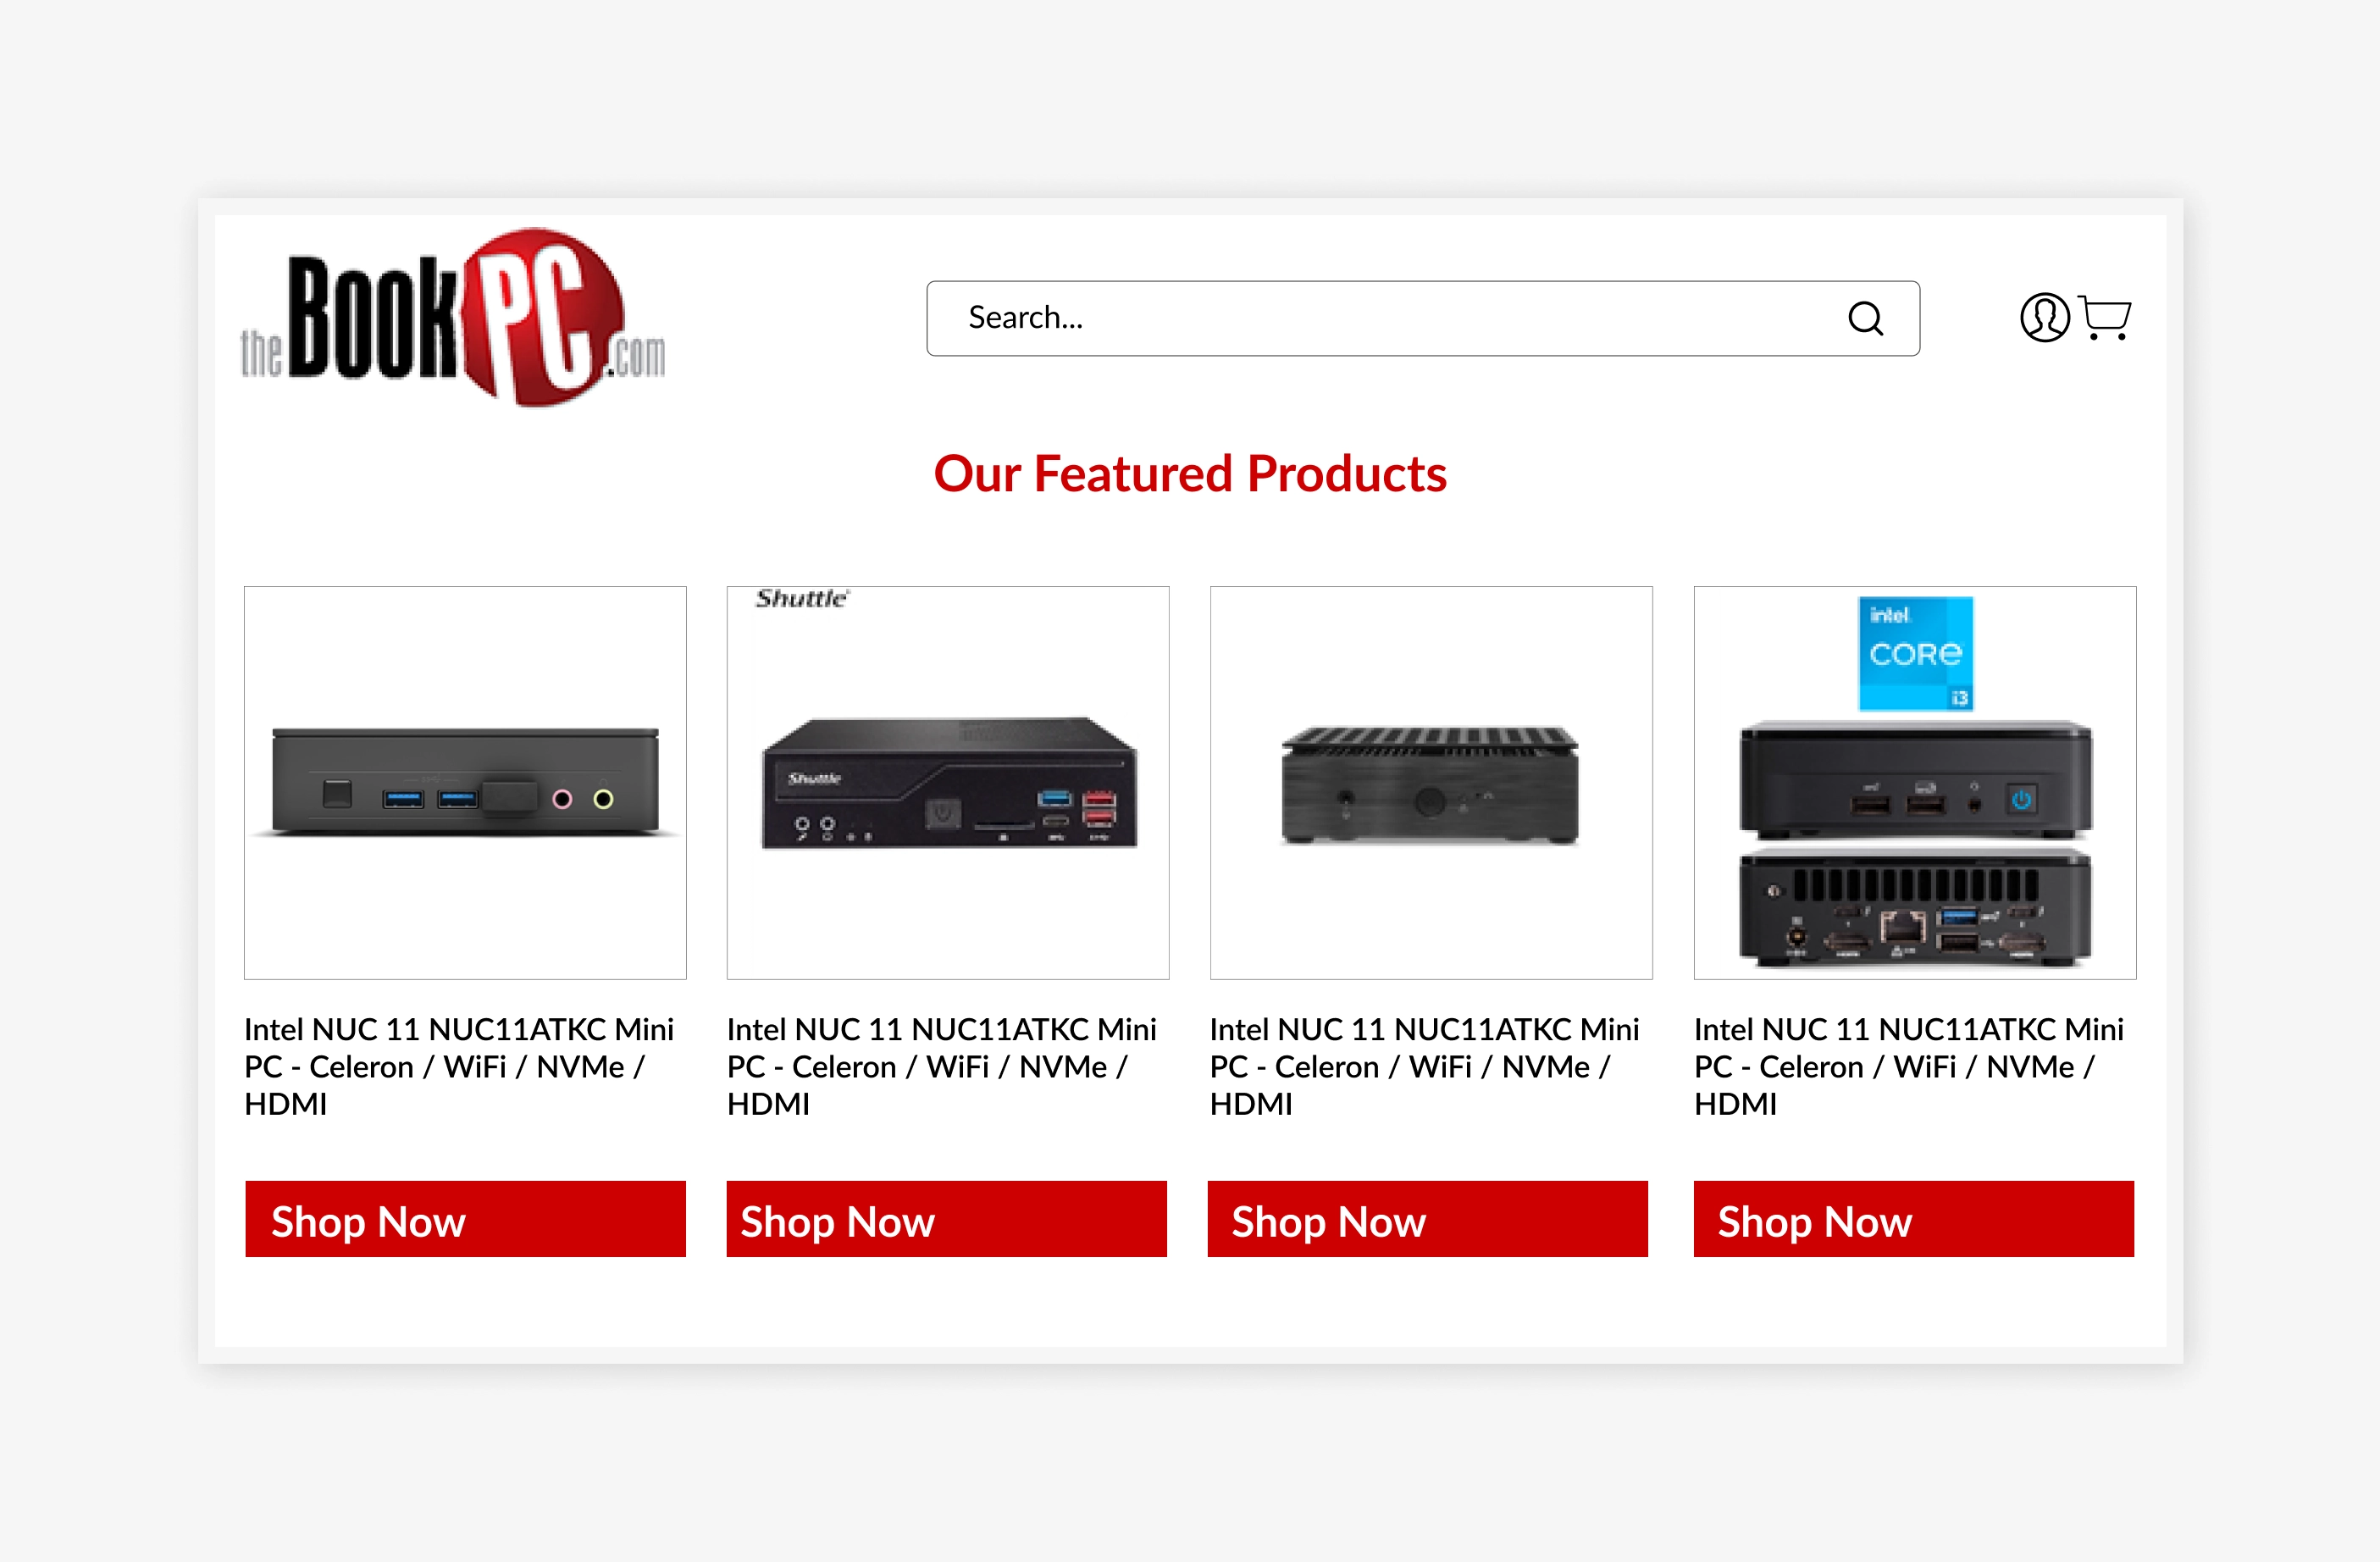 theBookPC.com
Search...
Our Featured Products
Shuttle
Shuttle
intel
CORE
i3
Intel NUC 11 NUC11ATKC Mini
PC - Celeron / WiFi / NVMe /
HDMI
Intel NUC 11 NUC11ATKC Mini
PC - Celeron / WiFi / NVMe /
HDMI
Intel NUC 11 NUC11ATKC Mini
PC - Celeron / WiFi / NVMe /
HDMI
Intel NUC 11 NUC11ATKC Mini
PC - Celeron / WiFi / NVMe /
HDMI
Shop Now
Shop Now
Shop Now
Shop Now